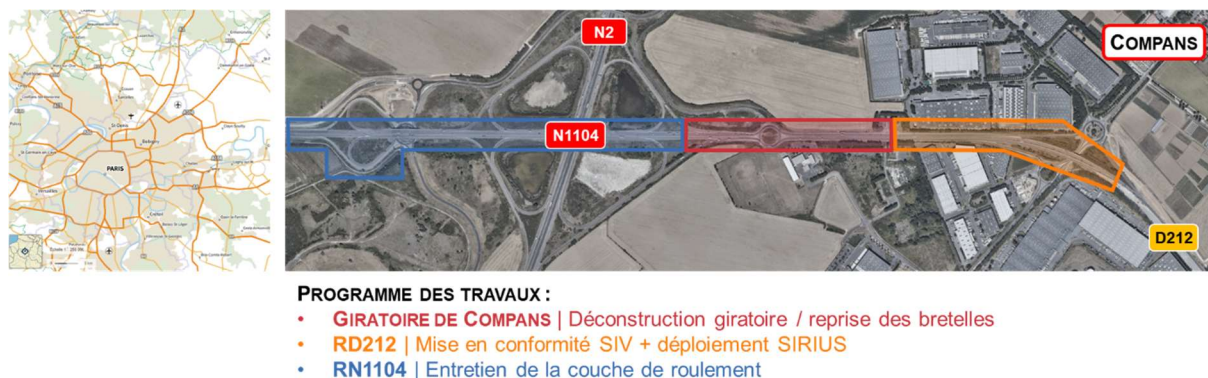 PARIS
N2
COMPANS
N1104
D212
PROGRAMME DES TRAVAUX :
• GIRATOIRE DE COMPANS | Déconstruction giratoire / reprise des bretelles
• RD212 | Mise en conformité SIV + déploiement SIRIUS
• RN1104 | Entretien de la couche de roulement